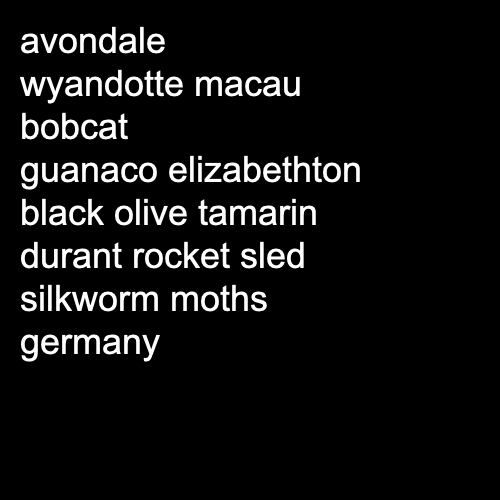 avondale
wyandotte macau
bobcat
guanaco elizabethton
black olive tamarin
durant rocket sled
silkworm moths
germany